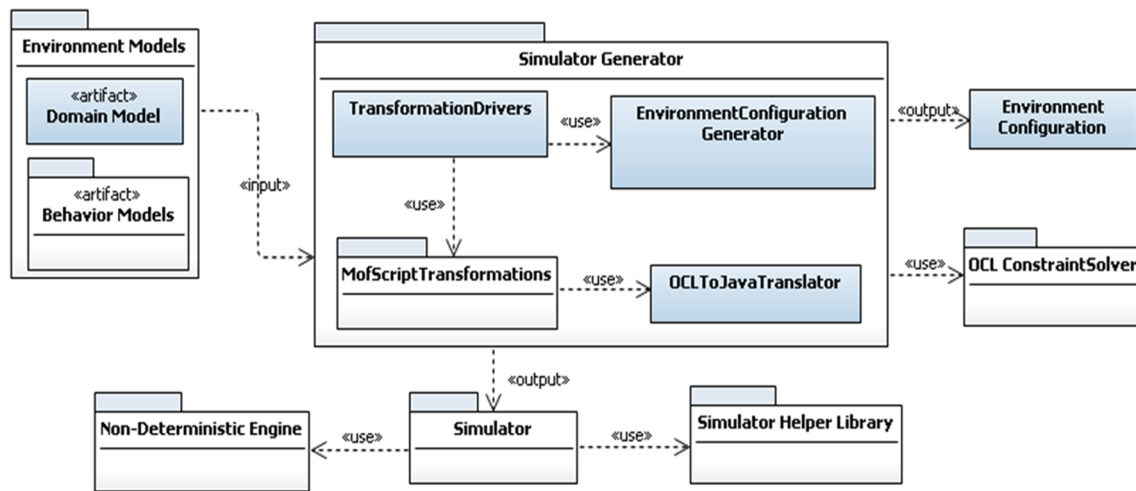 Environment Models
«artifact»
Domain Model
«artifact»
Behavior Models
«input»
Simulator Generator
TransformationDrivers
«use»
EnvironmentConfiguration
Generator
«use»
MofScriptTransformations
«use»
OCLToJavaTranslator
«output»
Environment
Configuration
«use»
OCL ConstraintSolver
«output»
Non-Deterministic Engine
«use»
Simulator
«use»
Simulator Helper Library